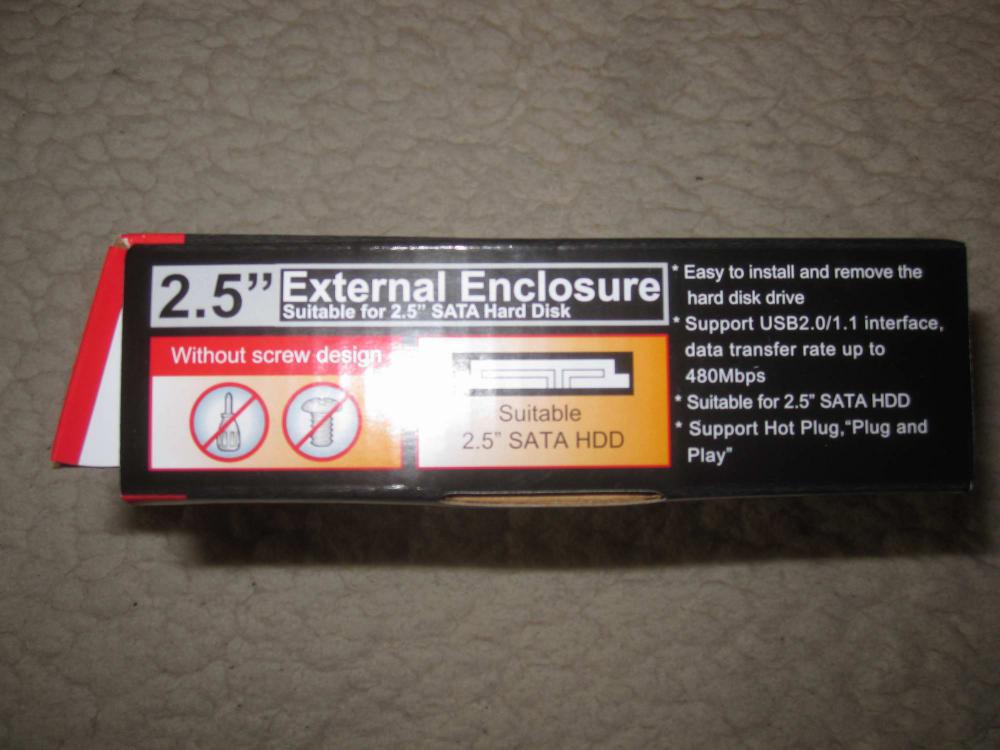 2.5”
External Enclosure
Suitable for 2.5” SATA Hard Disk
Without screw design
Suitable
2.5” SATA HDD
* Easy to install and remove the
hard disk drive
* Support USB2.0/1.1 interface,
data transfer rate up to
480Mbps
* Suitable for 2.5” SATA HDD
* Support Hot Plug,“Plug and
Play”